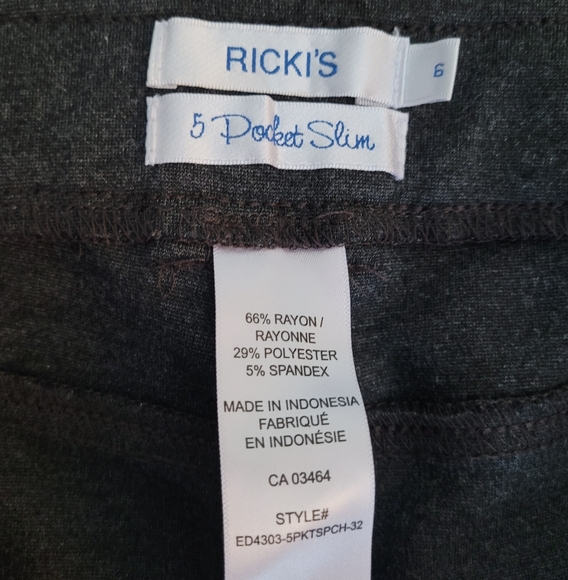 RICKI'S
6
5 Pocket Slim
66% RAYON /
RAYONNE
29% POLYESTER
5% SPANDEX
MADE IN INDONESIA
FABRIQUÉ
EN INDONÉSIE
CA 03464
STYLE#
ED4303-5PKTSPCH-32